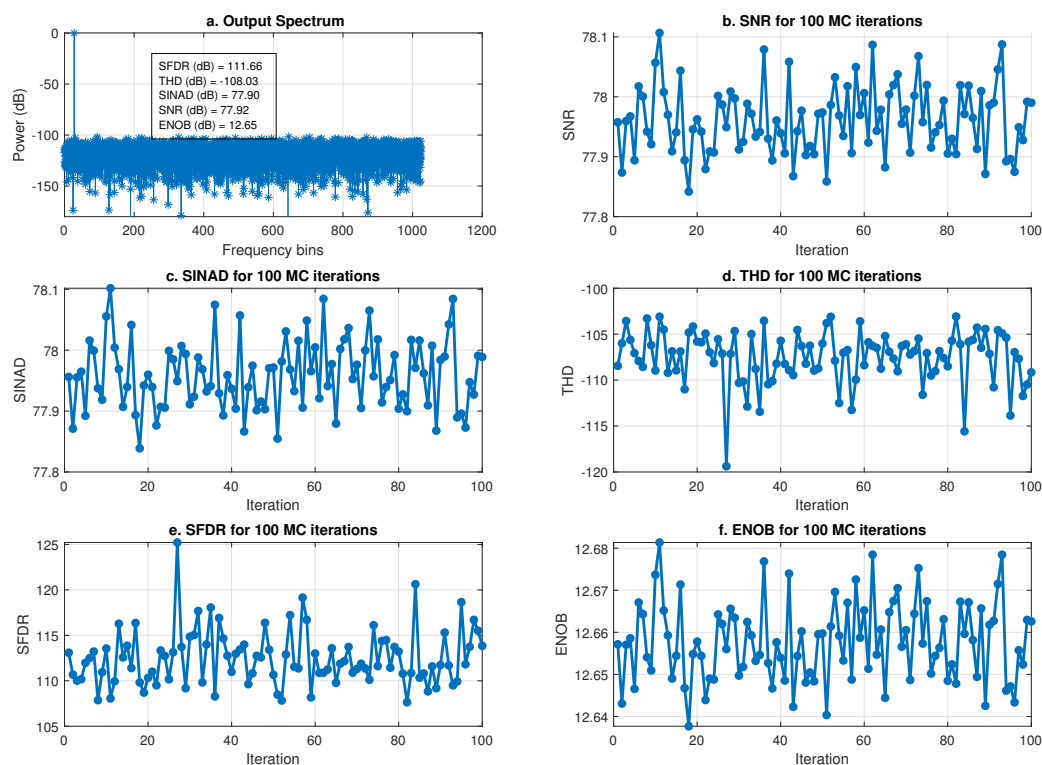 a. Output Spectrum
0
-50
-100
-150
Power (dB)
SFDR (dB) = 111.66
THD (dB) = -108.03
SINAD (dB) = 77.90
SNR (dB) = 77.92
ENOB (dB) = 12.65
0 200 400 600 800 1000 1200
Frequency bins
b. SNR for 100 MC iterations
78.1
78
77.9
77.8
SNR
0 20 40 60 80 100
Iteration
c. SINAD for 100 MC iterations
78.1
78
77.9
77.8
SINAD
0 20 40 60 80 100
Iteration
d. THD for 100 MC iterations
-100
-105
-110
-115
-120
THD
0 20 40 60 80 100
Iteration
e. SFDR for 100 MC iterations
125
120
115
110
105
SFDR
0 20 40 60 80 100
Iteration
f. ENOB for 100 MC iterations
12.68
12.67
12.66
12.65
12.64
ENOB
0 20 40 60 80 100
Iteration